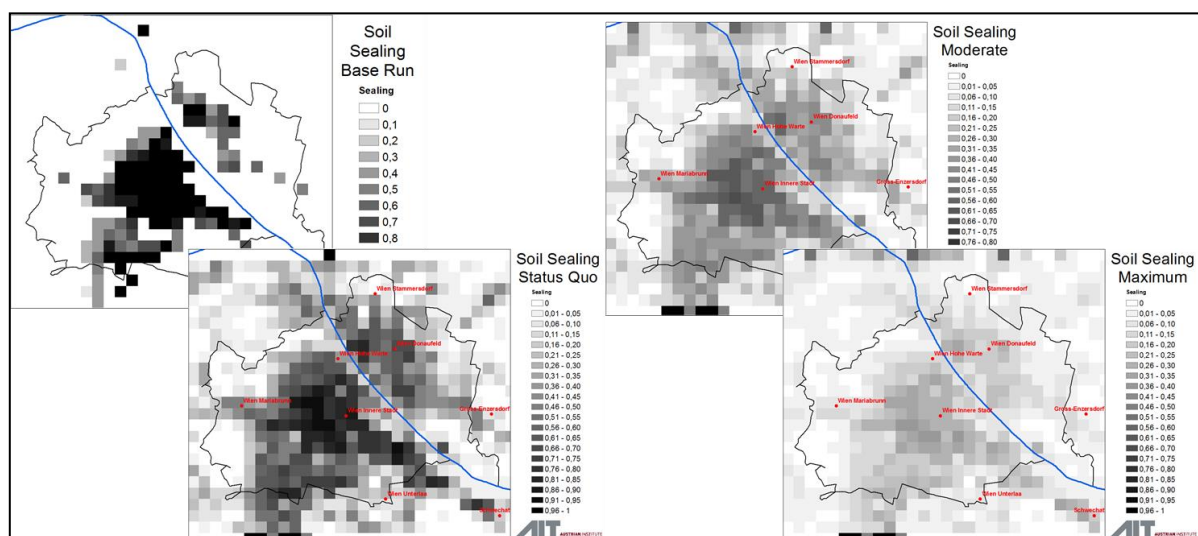 Soil
Sealing
Base Run
Sealing
0
0,1
0,2
0,3
0,4
0,5
0,6
0,7
0,8
Soil Sealing
Moderate
Sealing
0
0,01 - 0,05
0,06 - 0,10
0,11 - 0,15
0,16 - 0,20
0,21 - 0,25
0,26 - 0,30
0,31 - 0,35
0,36 - 0,40
0,41 - 0,45
0,46 - 0,50
0,51 - 0,55
0,56 - 0,60
0,61 - 0,65
0,66 - 0,70
0,71 - 0,75
0,76 - 0,80
Wien Stammersdorf
Wien Donaufeld
Wien Hohe Warte
Wien Mariabrunn
Wien Innere Stadt
Gross-Enzersdorf
Soil Sealing
Status Quo
Sealing
0
0,01 - 0,05
0,06 - 0,10
0,11 - 0,15
0,16 - 0,20
0,21 - 0,25
0,26 - 0,30
0,31 - 0,35
0,36 - 0,40
0,41 - 0,45
0,46 - 0,50
0,51 - 0,55
0,56 - 0,60
0,61 - 0,65
0,66 - 0,70
0,71 - 0,75
0,76 - 0,80
0,81 - 0,85
0,86 - 0,90
0,91 - 0,95
0,96 - 1
Wien Stammersdorf
Wien Donaufeld
Wien Hohe Warte
Wien Mariabrunn
Wien Innere Stadt
Gross-Enzersdorf
Wien Unterlaa
AIT AUSTRIAN INSTITUTE
Soil Sealing
Maximum
Sealing
0
0,01 - 0,05
0,06 - 0,10
0,11 - 0,15
0,16 - 0,20
0,21 - 0,25
0,26 - 0,30
0,31 - 0,35
0,36 - 0,40
0,41 - 0,45
0,46 - 0,50
0,51 - 0,55
0,56 - 0,60
0,61 - 0,65
0,66 - 0,70
0,71 - 0,75
0,76 - 0,80
0,81 - 0,85
0,86 - 0,90
0,91 - 0,95
0,96 - 1
Wien Stammersdorf
Wien Donaufeld
Wien Hohe Warte
Wien Mariabrunn
Wien Innere Stadt
Gross-Enzersdorf
Wien Unterlaa
AIT AUSTRIAN INSTITUTE